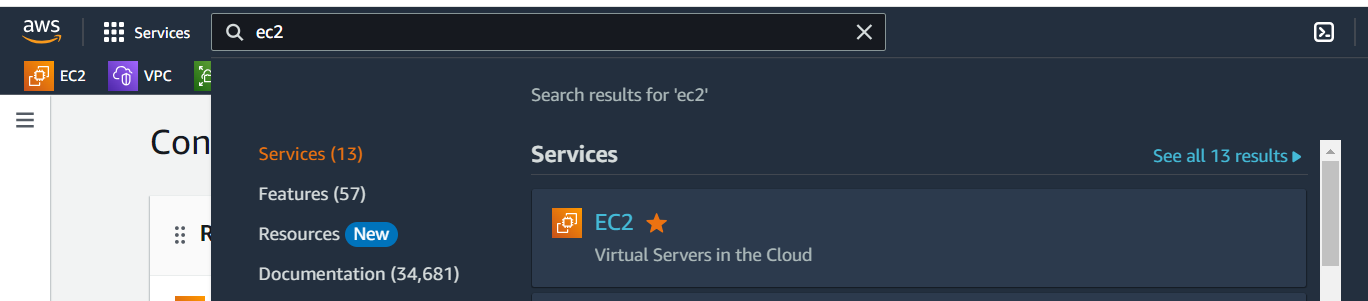 aws
Services
ec2
EC2
VPC
Search results for 'ec2'
Con
Services (13)
Features (57)
Resources New
Documentation (34,681)
Services
See all 13 results
EC2
Virtual Servers in the Cloud